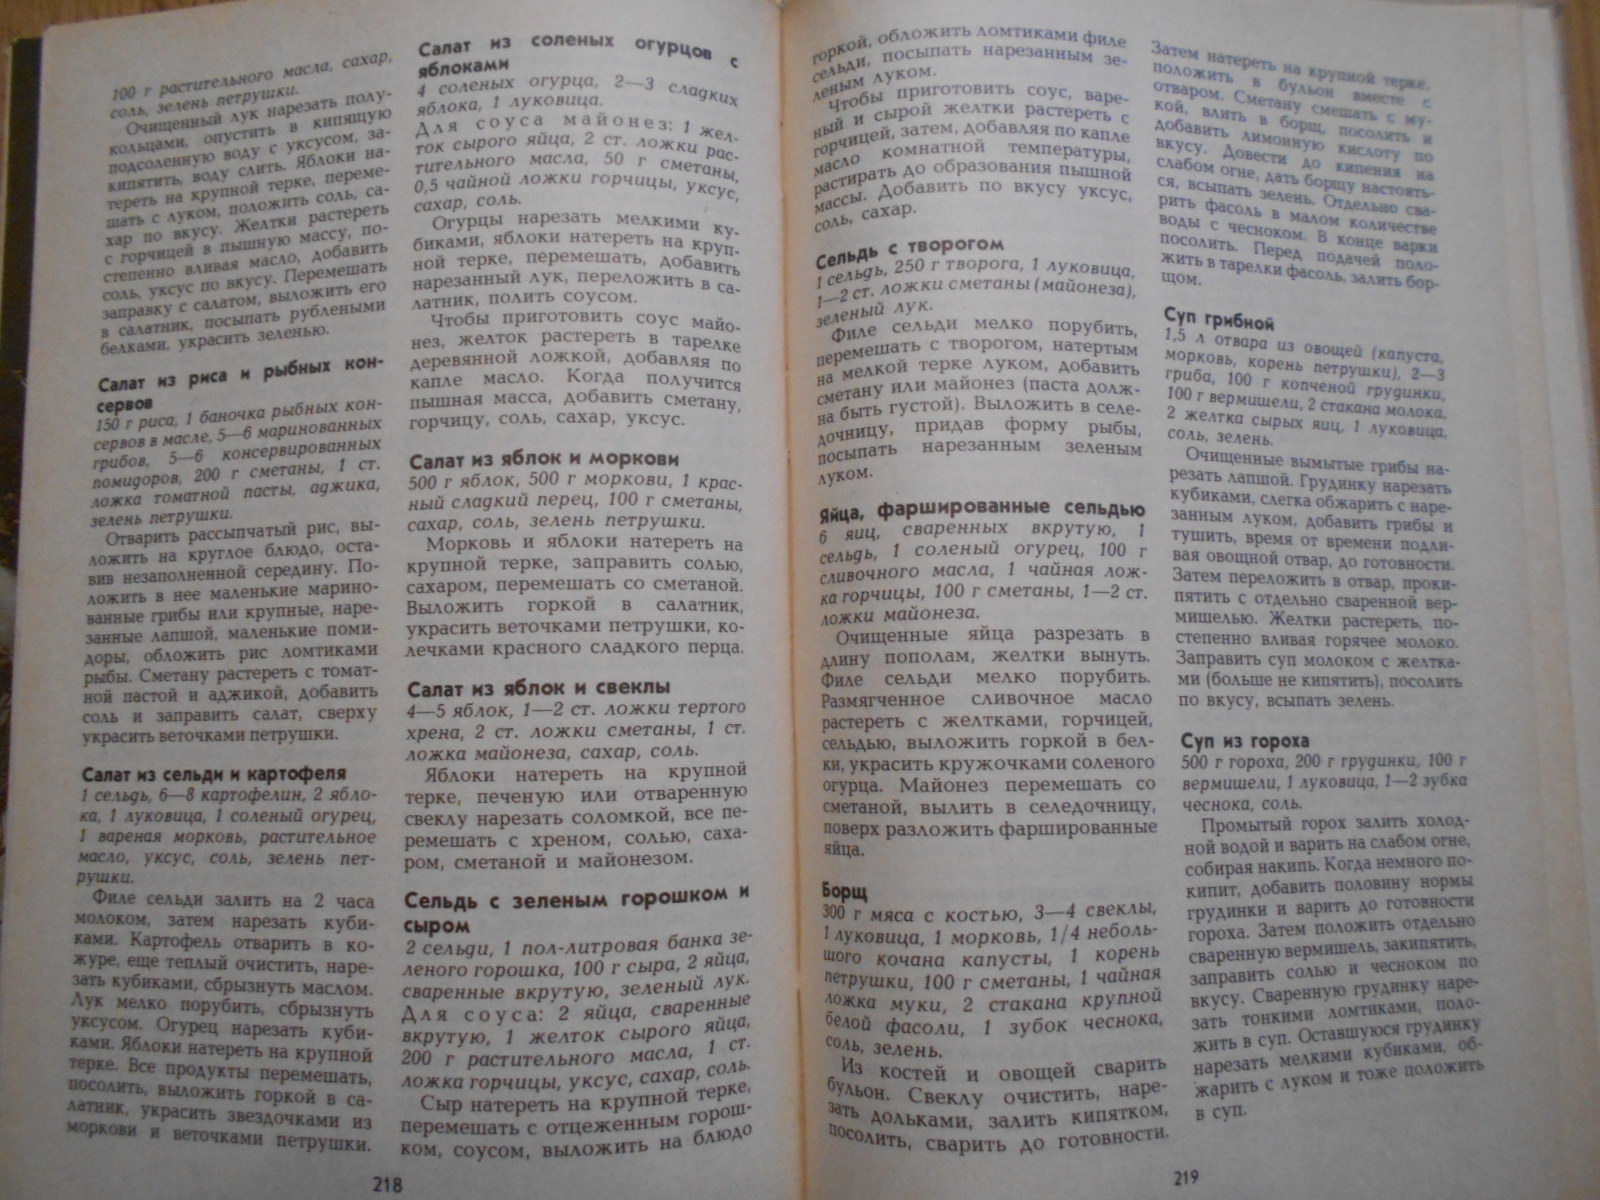 100 г растительного масла, сахар,
соль, зелень петрушки.
Очищенный лук нарезать полу-
кольцами, опустить в кипящую
подсоленную воду с уксусом, за-
кипятить, воду слить. Яблоки на-
тереть на крупной терке, переме-
шать с луком, положить соль, са-
хар по вкусу. Желтки растереть
с горчицей в пышную массу, по-
степенно вливая масло, добавить
соль, уксус по вкусу. Перемешать
заправку с салатом, выложить его
в салатник, посыпать рублеными
белками, украсить зеленью.
Салат из риса и рыбных кон-
сервов
150 г риса, 1 баночка рыбных кон-
сервов в масле, 5—6 маринованных
грибов, 5—6 консервированных
помидоров, 200 г сметаны, 1 ст.
ложка томатной пасты, аджика,
зелень петрушки.
Отварить рассыпчатый рис, вы-
ложить на круглое блюдо, оста-
вив незаполненной середину. По-
ложить в нее маленькие марино-
ванные грибы или крупные, наре-
занные лапшой, маленькие поми-
доры, обложить рис ломтиками
рыбы. Сметану растереть с томат-
ной пастой и аджикой, добавить
соль и заправить салат, сверху
украсить веточками петрушки.
Салат из сельди и картофеля
1 сельдь, 6—8 картофелин, 2 ябло-
ка, 1 луковица, 1 соленый огурец,
1 вареная морковь, растительное
масло, уксус, соль, зелень пет-
рушки.
Филе сельди залить на 2 часа
молоком, затем нарезать куби-
ками. Картофель отварить в ко-
журе, еще теплый очистить, наре-
зать кубиками, сбрызнуть маслом.
Лук мелко порубить, сбрызнуть
уксусом. Огурец нарезать куби-
ками. Яблоки натереть на крупной
терке. Все продукты перемешать,
посолить, выложить горкой в са-
латник, украсить звездочками из
моркови и веточками петрушки.
Салат из соленых огурцов с
яблоками
4 соленых огурца, 2—3 сладких
яблока, 1 луковица.
Для соуса майонез: 1 жел-
ток сырого яйца, 2 ст. ложки рас-
тительного масла, 50 г сметаны,
0,5 чайной ложки горчицы, уксус,
сахар, соль.
Огурцы нарезать мелкими ку-
биками, яблоки натереть на круп-
ной терке, перемешать, добавить
нарезанный лук, переложить в са-
латник, полить соусом.
Чтобы приготовить соус майо-
нез, желток растереть в тарелке
деревянной ложкой, добавляя по
капле масло. Когда получится
пышная масса, добавить сметану,
горчицу, соль, сахар, уксус.
Салат из яблок и моркови
500 г яблок, 500 г моркови, 1 крас-
ный сладкий перец, 100 г сметаны,
сахар, соль, зелень петрушки.
Морковь и яблоки натереть на
крупной терке, заправить солью,
сахаром, перемешать со сметаной.
Выложить горкой в салатник,
украсить веточками петрушки, ко-
лечками красного сладкого перца.
Салат из яблок и свеклы
4—5 яблок, 1—2 ст. ложки тертого
хрена, 2 ст. ложки сметаны, 1 ст.
ложка майонеза, сахар, соль.
Яблоки натереть на крупной
терке, печеную или отваренную
свеклу нарезать соломкой, все пе-
ремешать с хреном, солью, саха-
ром, сметаной и майонезом.
Сельдь с зеленым горошком и
сыром
2 сельди, 1 пол-литровая банка зе-
леного горошка, 100 г сыра, 2 яйца,
сваренные вкрутую, зеленый лук.
Для соуса: 2 яйца, сваренные
вкрутую, 1 желток сырого яйца,
200 г растительного масла, 1 ст.
ложка горчицы, уксус, сахар, соль.
Сыр натереть на крупной терке,
перемешать с отцеженным горош-
ком, соусом, выложить на блюдо
218
горкой, обложить ломтиками филе
сельди, посыпать нарезанным зе-
леным луком.
Чтобы приготовить соус, варе-
ный и сырой желтки растереть с
горчицей, затем, добавляя по капле
масло комнатной температуры,
растирать до образования пышной
массы. Добавить по вкусу уксус,
соль, сахар.
Сельдь с творогом
1 сельдь, 250 г творога, 1 луковица,
1—2 ст. ложки сметаны (майонеза),
зеленый лук.
Филе сельди мелко порубить,
перемешать с творогом, натертым
на мелкой терке луком, добавить
сметану или майонез (паста долж-
на быть густой). Выложить в селе-
дочницу, придав форму рыбы,
посыпать нарезанным зеленым
луком.
Яйца, фаршированные сельдью
6 яиц, сваренных вкрутую, 1
сельдь, 1 соленый огурец, 100 г
сливочного масла, 1 чайная лож-
ка горчицы, 100 г сметаны, 1—2 ст.
ложки майонеза.
Очищенные яйца разрезать в
длину пополам, желтки вынуть.
Филе сельди мелко порубить.
Размягченное сливочное масло
растереть с желтками, горчицей,
сельдью, выложить горкой в бел-
ки, украсить кружочками соленого
огурца. Майонез перемешать со
сметаной, вылить в селедочницу,
поверх разложить фаршированные
яйца.
Борщ
300 г мяса с костью, 3—4 свеклы,
1 луковица, 1 морковь, 1/4 неболь-
шого кочана капусты, 1 корень
петрушки, 100 г сметаны, 1 чайная
ложка муки, 2 стакана крупной
белой фасоли, 1 зубок чеснока,
соль, зелень.
Из костей и овощей сварить
бульон. Свеклу очистить, наре-
зать дольками, залить кипятком,
посолить, сварить до готовности.
Затем натереть на крупной терке,
положить в бульон вместе с
отваром. Сметану смешать с му-
кой, влить в борщ, посолить и
добавить лимонную кислоту по
вкусу. Довести до кипения на
слабом огне, дать борщу настоять-
ся, всыпать зелень. Отдельно сва-
рить фасоль в малом количестве
воды с чесноком. В конце варки
посолить. Перед подачей поло-
жить в тарелки фасоль, залить бор-
щом.
Суп грибной
1,5 л отвара из овощей (капуста,
морковь, корень петрушки), 2—3
гриба, 100 г копченой грудинки,
100 г вермишели, 2 стакана молока,
2 желтка сырых яиц, 1 луковица,
соль, зелень.
Очищенные вымытые грибы на-
резать лапшой. Грудинку нарезать
кубиками, слегка обжарить с наре-
занным луком, добавить грибы и
тушить, время от времени подли-
вая овощной отвар, до готовности.
Затем переложить в отвар, проки-
пятить с отдельно сваренной вер-
мишелью. Желтки растереть, по-
степенно вливая горячее молоко.
Заправить суп молоком с желтка-
ми (больше не кипятить), посолить
по вкусу, всыпать зелень.
Суп из гороха
500 г гороха, 200 г грудинки, 100 г
вермишели, 1 луковица, 1—2 зубка
чеснока, соль.
Промытый горох залить холод-
ной водой и варить на слабом огне,
собирая накипь. Когда немного по-
кипит, добавить половину нормы
грудинки и варить до готовности
гороха. Затем положить отдельно
сваренную вермишель, закипятить,
заправить солью и чесноком по
вкусу. Сваренную грудинку наре-
зать тонкими ломтиками, поло-
жить в суп. Оставшуюся грудинку
нарезать мелкими кубиками, об-
жарить с луком и тоже положить
в суп.
219